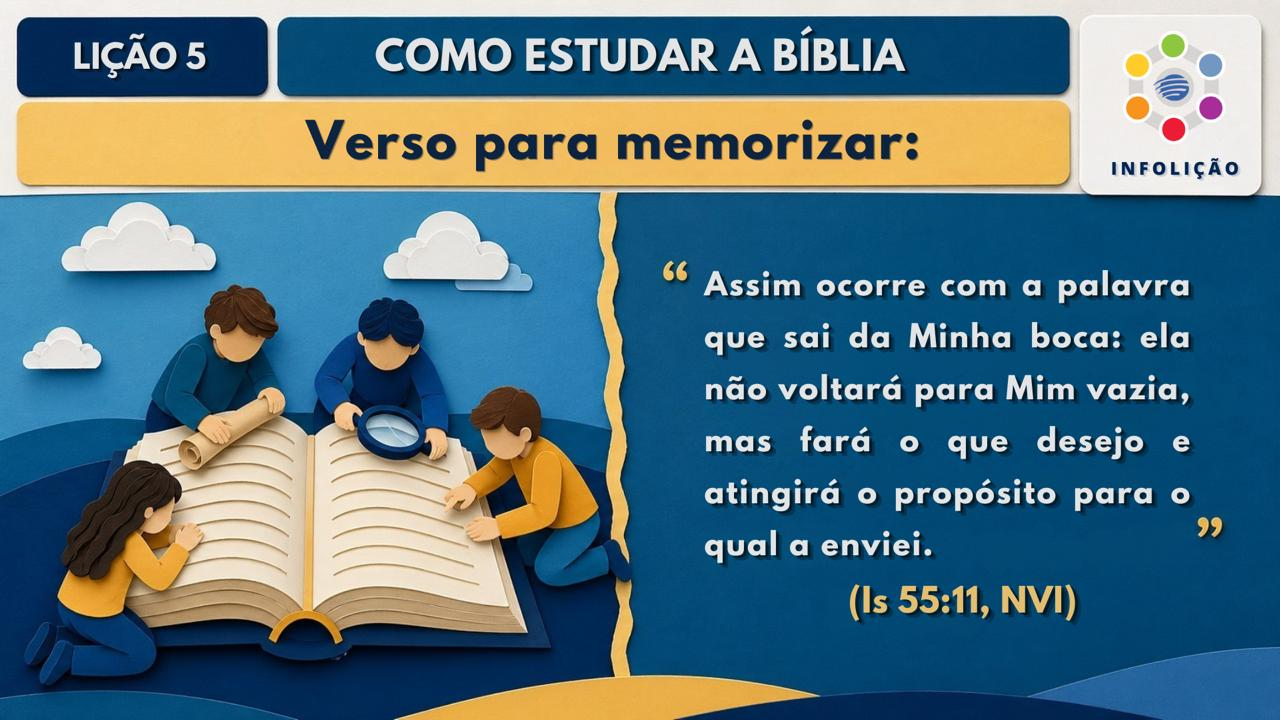 LIÇÃO 5
COMO ESTUDAR A BÍBLIA
Verso para memorizar:
INFOLIÇÃO
“ Assim ocorre com a palavra
que sai da Minha boca: ela
não voltará para Mim vazia,
mas fará o que desejo e
atingirá o propósito para o
qual a enviei. ”
(Is 55:11, NVI)